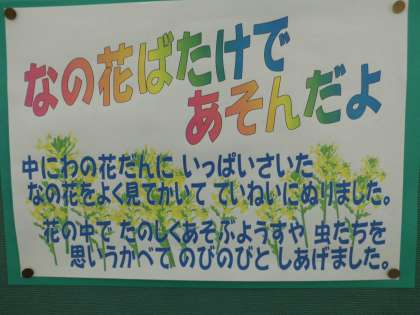 なの花ばたけで
あそんだよ
中にわの花だんに いっぱいさいた
なの花をよく見てかいて ていねいにぬりました。
花の中で たのしくあそぶようすや 虫たちを
思いうかべて のびのびと しあげました。